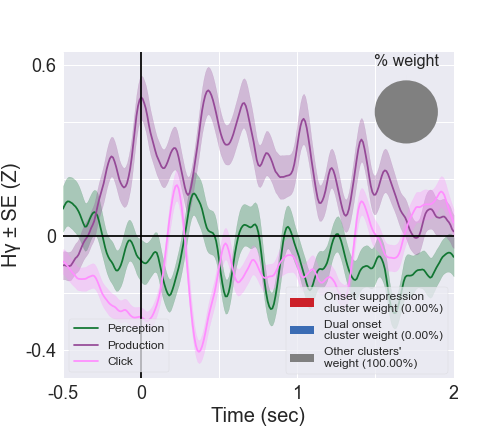 % weight
0.6
0
-0.4
Hγ ± SE (Z)
Perception
Production
Click
Onset suppression
cluster weight (0.00%)
Dual onset
cluster weight (0.00%)
Other clusters'
weight (100.00%)
-0.5
0
1
2
Time (sec)